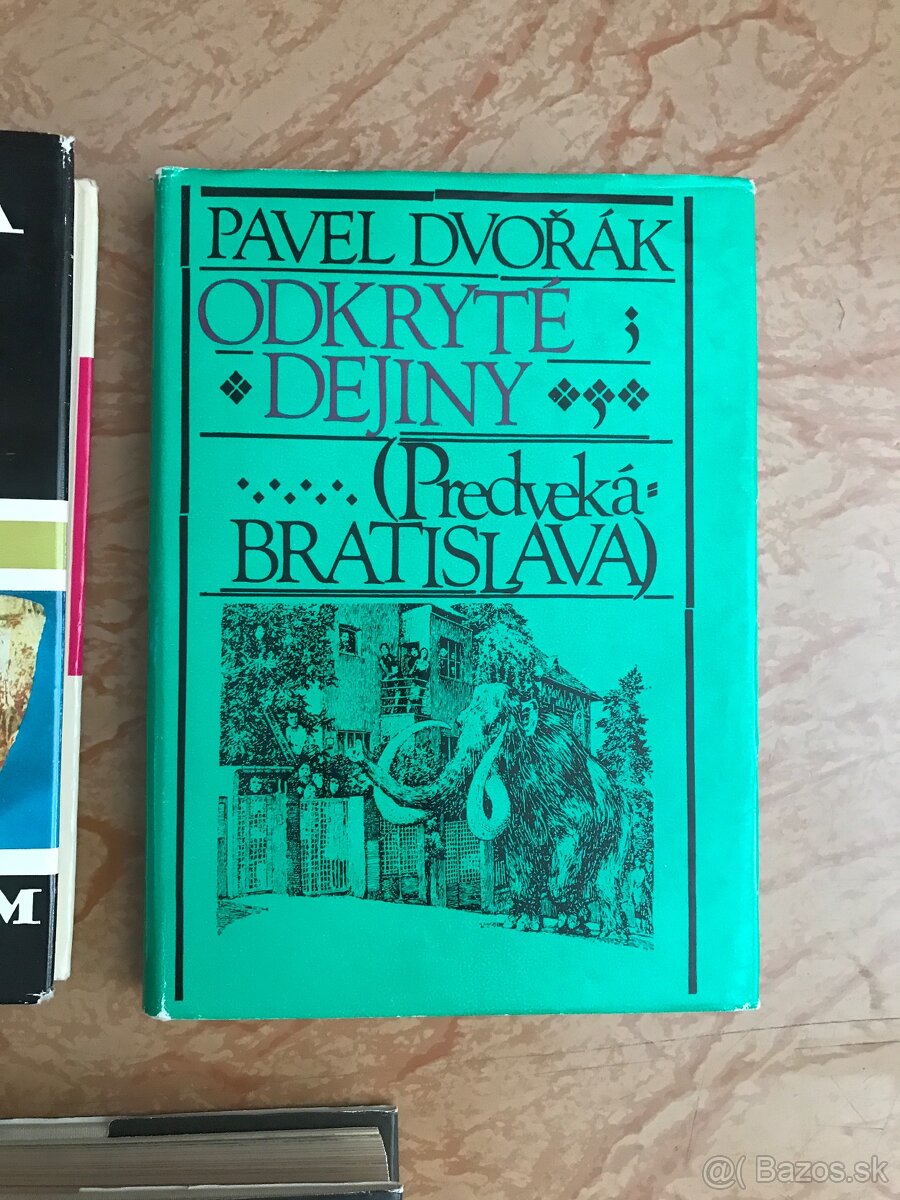 PAVEL DVOŘÁK
ODKRYTÉ
DEJINY
(Predveká
BRATISLAVA)
A
M
@( Bazos.sk